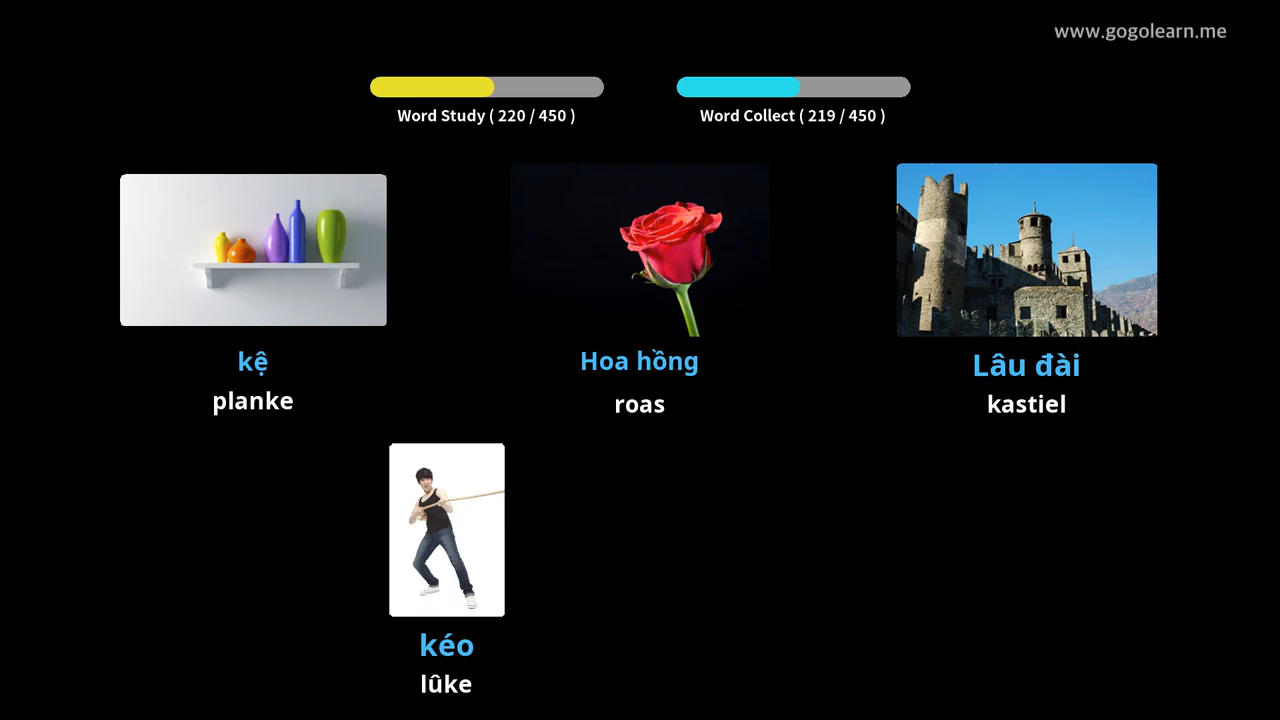 www.gogolearn.me
Word Study ( 220 / 450 )
Word Collect ( 219 / 450 )
kệ
planke
Hoa hồng
roas
Lâu đài
kastiel
kéo
lûke